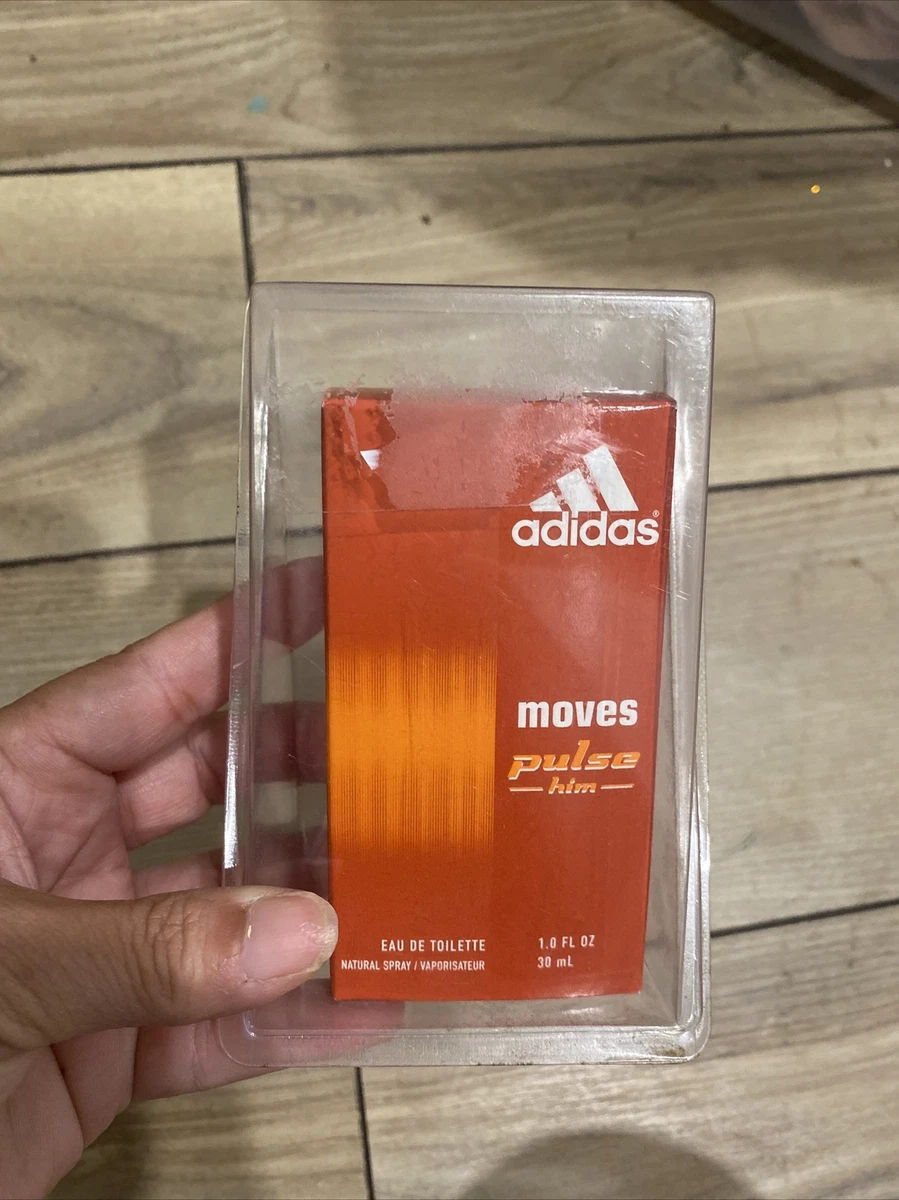 adidas®
moves
pulse
him
EAU DE TOILETTE
NATURAL SPRAY / VAPORISATEUR
1.0 FL OZ
30 mL